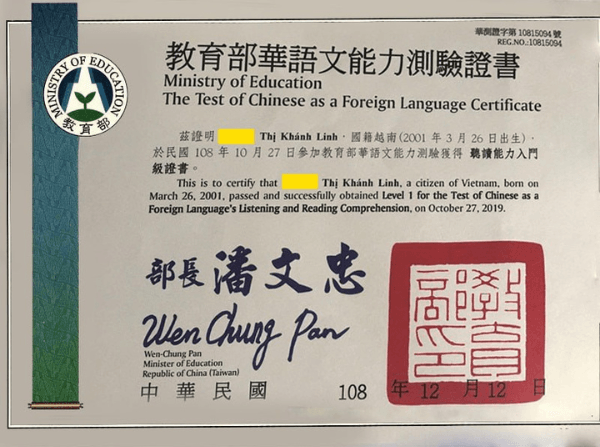 華測證字第 10815094 號
REG.NO.:10815094
MINISTRY OF EDUCATION
教育部
教育部華語文能力測驗證書
Ministry of Education
The Test of Chinese as a Foreign Language Certificate
茲證明 Thị Khánh Linh，國籍越南(2001 年 3 月 26 日出生)，
於民國 108 年 10 月 27 日參加教育部華語文能力測驗獲得 聽讀能力入門
級證書。
This is to certify that Thị Khánh Linh, a citizen of Vietnam, born on
March 26, 2001, passed and successfully obtained Level 1 for the Test of Chinese as a
Foreign Language's Listening and Reading Comprehension, on October 27, 2019.
部長 潘文忠
Wen Chung Pan
Wen-Chung Pan
Minister of Education
Republic of China (Taiwan)
教育部印
中華民國 108 年 12 月 12 日